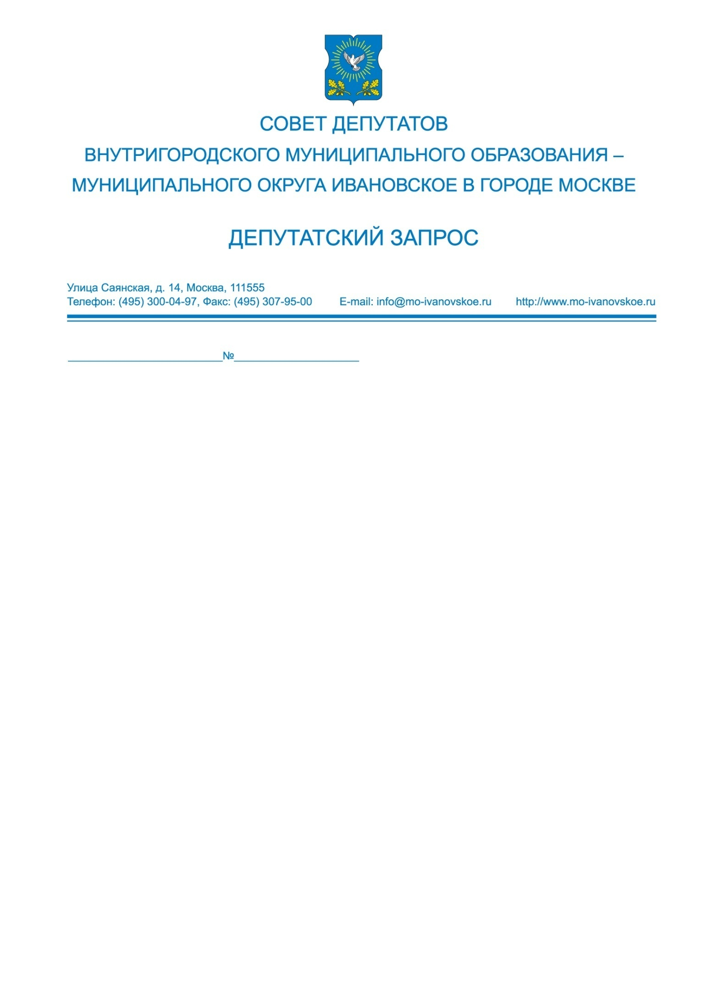 СОВЕТ ДЕПУТАТОВ
ВНУТРИГОРОДСКОГО МУНИЦИПАЛЬНОГО ОБРАЗОВАНИЯ –
МУНИЦИПАЛЬНОГО ОКРУГА ИВАНОВСКОЕ В ГОРОДЕ МОСКВЕ
ДЕПУТАТСКИЙ ЗАПРОС
Улица Саянская, д. 14, Москва, 111555
Телефон: (495) 300-04-97, Факс: (495) 307-95-00 E-mail: info@mo-ivanovskoe.ru http://www.mo-ivanovskoe.ru
_________________________№____________________